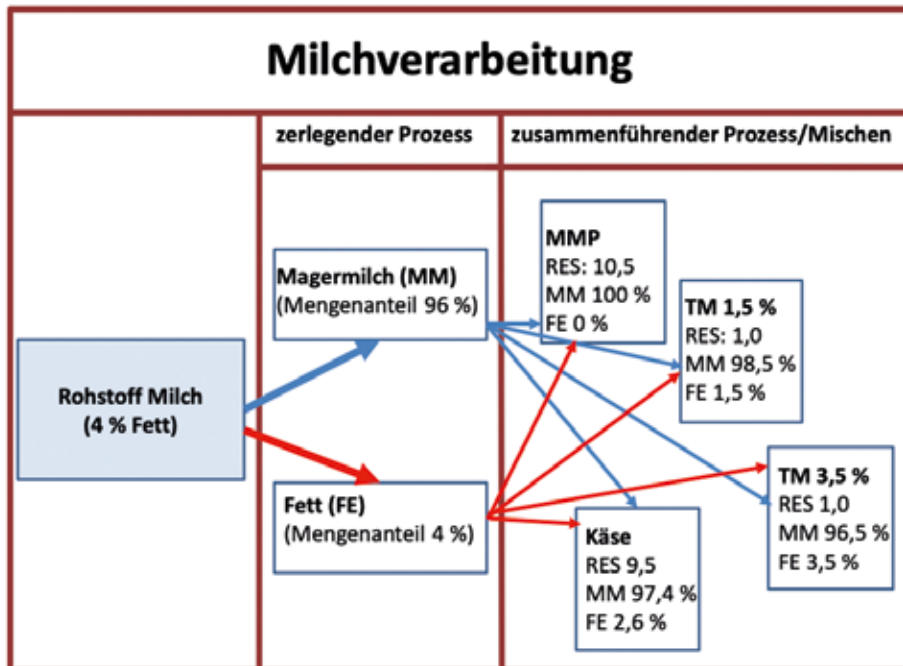 Milchverarbeitung
zerlegender Prozess
zusammenführender Prozess/Mischen
Rohstoff Milch
(4 % Fett)
Magermilch (MM)
(Mengenanteil 96 %)
Fett (FE)
(Mengenanteil 4 %)
MMP
RES: 10,5
MM 100 %
FE 0 %
TM 1,5 %
RES: 1,0
MM 98,5 %
FE 1,5 %
TM 3,5 %
RES 1,0
MM 96,5 %
FE 3,5 %
Käse
RES 9,5
MM 97,4 %
FE 2,6 %